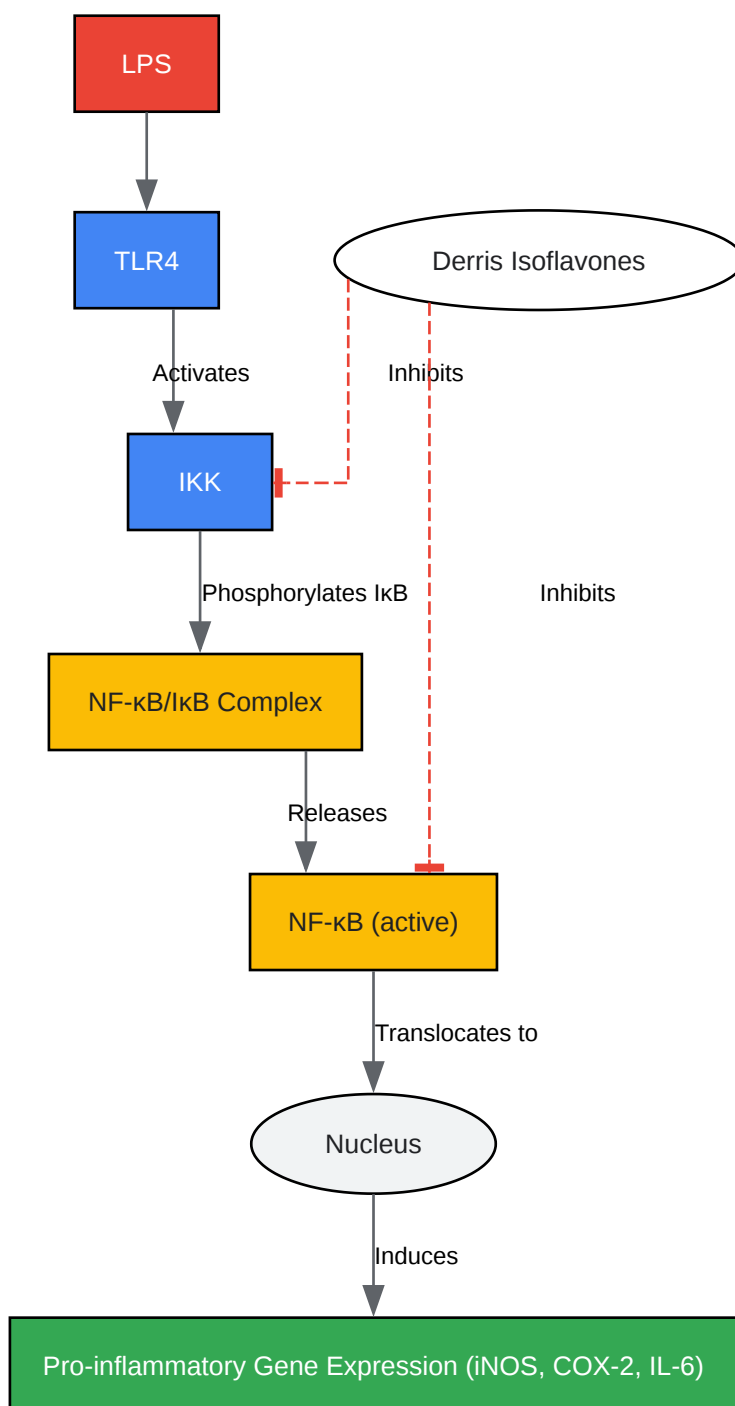 LPS
TLR4
Derris Isoflavones
Activates
Inhibits
IKK
Phosphorylates IκB
Inhibits
NF-κB/IκB Complex
Releases
NF-κB (active)
Translocates to
Nucleus
Induces
Pro-inflammatory Gene Expression (iNOS, COX-2, IL-6)